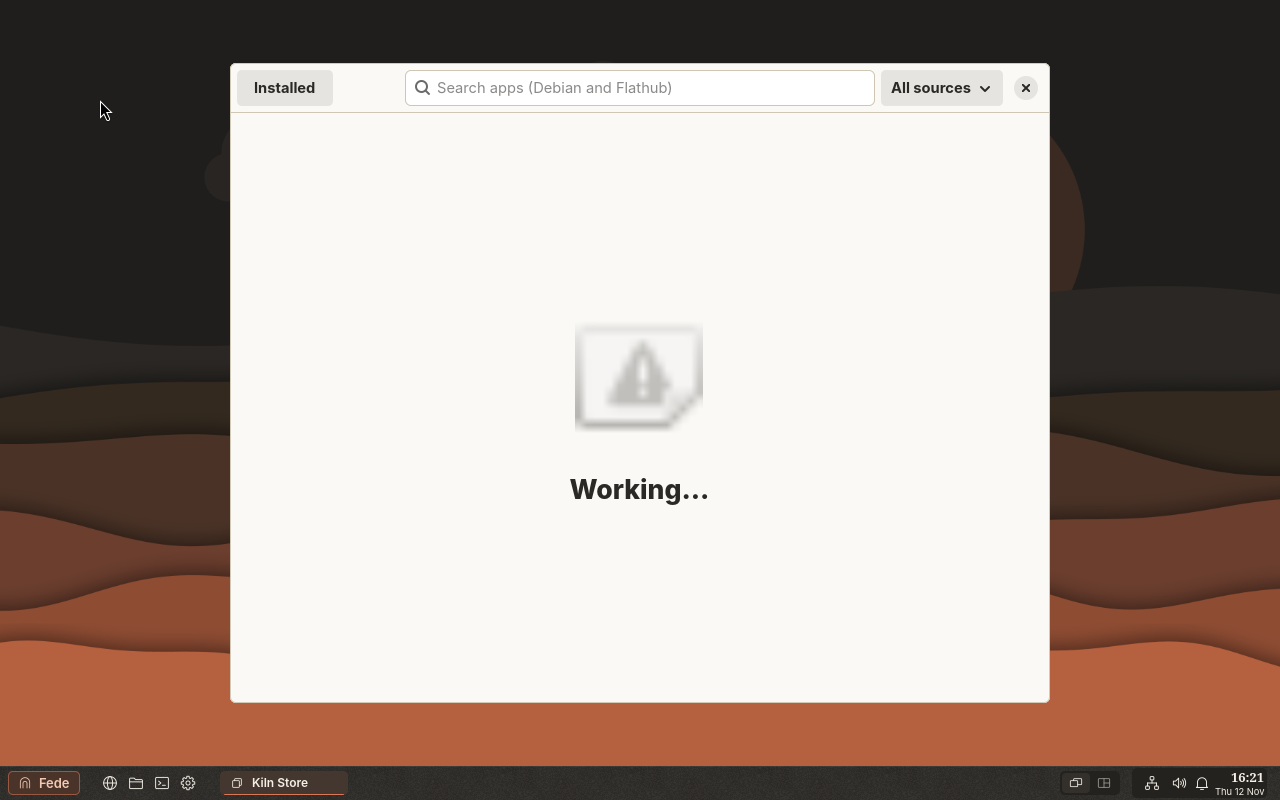 Installed
Search apps (Debian and Flathub)
All sources
Working...
Fede
Kiln Store
16:21
Thu 12 Nov